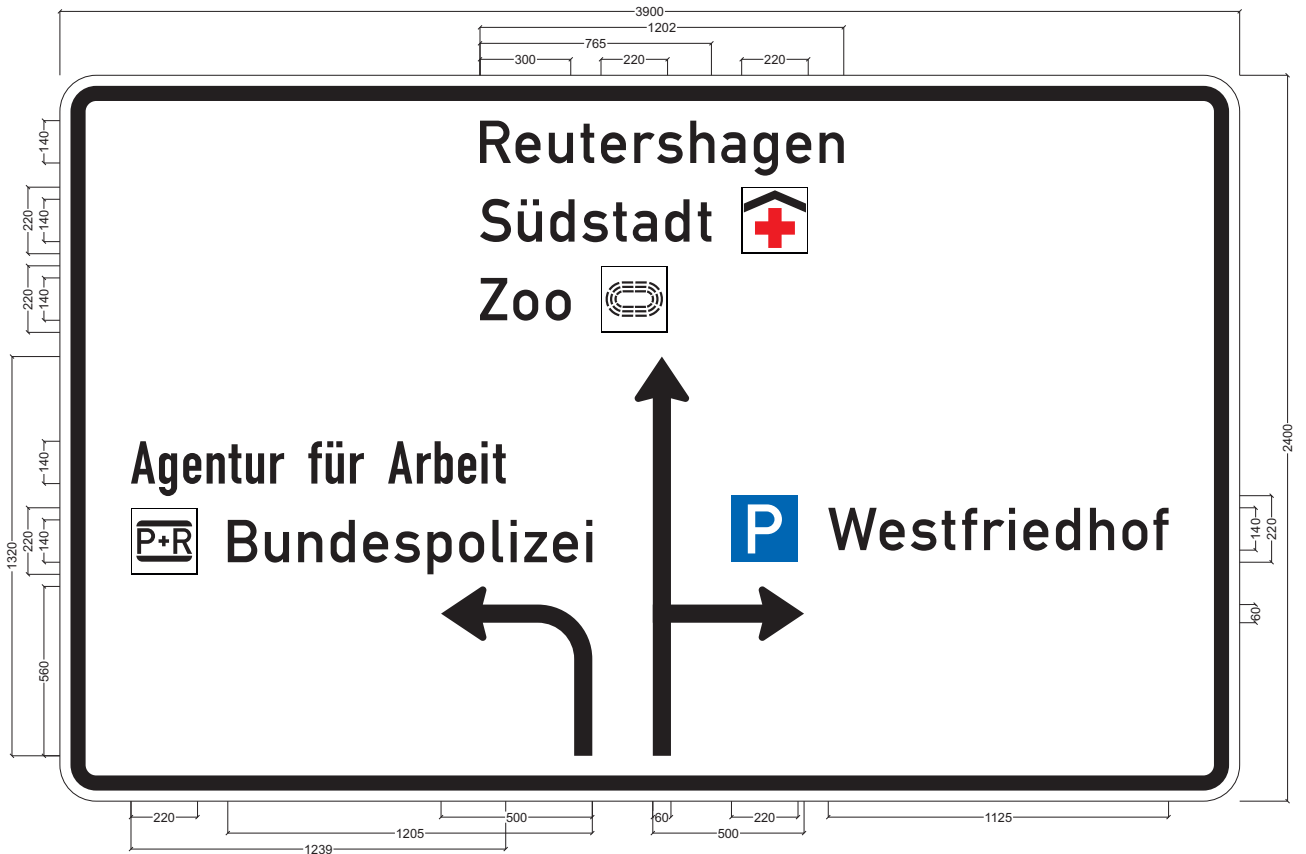 3900
1202
765
300 220 220
140
Reutershagen
220 140
Südstadt
220 140
Zoo
140
Agentur für Arbeit
2400
P
Westfriedhof
140 220
220 140
P+R
Bundespolizei
1320
60
560
220 500 60 220 1125
1205 500
1239